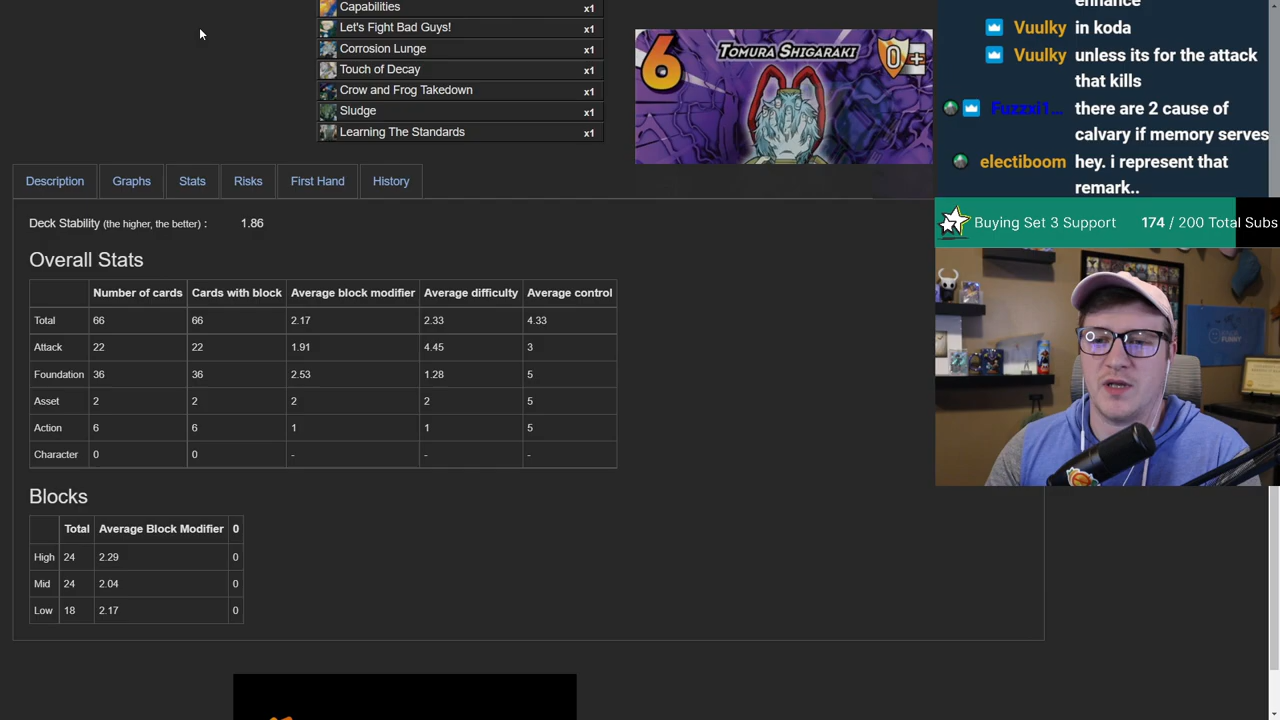 Capabilities x1
Let's Fight Bad Guys! x1
Corrosion Lunge x1
Touch of Decay x1
Crow and Frog Takedown x1
Sludge x1
Learning The Standards x1
6 TOMURA SHIGARAKI 0+
Description Graphs Stats Risks First Hand History
Deck Stability (the higher, the better) : 1.86
Overall Stats
Number of cards Cards with block Average block modifier Average difficulty Average control
Total 66 66 2.17 2.33 4.33
Attack 22 22 1.91 4.45 3
Foundation 36 36 2.53 1.28 5
Asset 2 2 2 2 5
Action 6 6 1 1 5
Character 0 0 - - -
Blocks
Total Average Block Modifier 0
High 24 2.29 0
Mid 24 2.04 0
Low 18 2.17 0
enhance
Vuulky in koda
Vuulky unless its for the attack
that kills
Fuzzxi1... there are 2 cause of
calvary if memory serves
electiboom hey. i represent that
remark..
Buying Set 3 Support 174 / 200 Total Subs